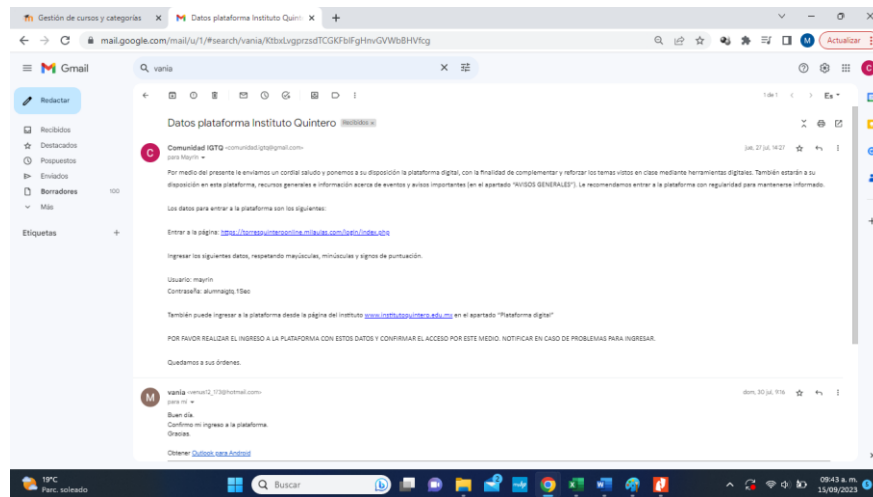 Gestión de cursos y categorías
Datos plataforma Instituto Quint
mail.google.com/mail/u/1/#search/vania/
Actualizar
Gmail
vania
Redactar
1 de 1
Es
Recibidos
Destacados
Pospuestos
Enviados
Borradores 100
Más
Etiquetas
Datos plataforma Instituto Quintero Recibidos x
Comunidad IGTQ jue, 27 jul, 14:27
para Mayrin
Por medio del presente le enviamos un cordial saludo y ponemos a su disposición la plataforma digital, con la finalidad de complementar y reforzar los temas vistos en clase mediante herramientas digitales. También estarán a su
disposición en esta plataforma, recursos generales e información acerca de eventos y avisos importantes (en el apartado "AVISOS GENERALES"). Le recomendamos entrar a la plataforma con regularidad para mantenerse informado.
Los datos para entrar a la plataforma son los siguientes:
Entrar a la página: https://torresquinteroonline.milaulas.com/login/index.php
Ingresar los siguientes datos, respetando mayúsculas, minúsculas y signos de puntuación.
Usuario: mayrin
Contraseña: alumnaigtq.1Sec
También puede ingresar a la plataforma desde la página del instituto www.institutoquintero.edu.mx en el apartado "Plataforma digital"
POR FAVOR REALIZAR EL INGRESO A LA PLATAFORMA CON ESTOS DATOS Y CONFIRMAR EL ACCESO POR ESTE MEDIO. NOTIFICAR EN CASO DE PROBLEMAS PARA INGRESAR.
Quedamos a sus órdenes.
vania dom, 30 jul, 9:16
para mí
Buen día.
Confirmo mi ingreso a la plataforma.
Gracias.
Obtener Outlook para Android
19°C
Parc. soleado
Buscar
09:43 a. m.
15/09/2023